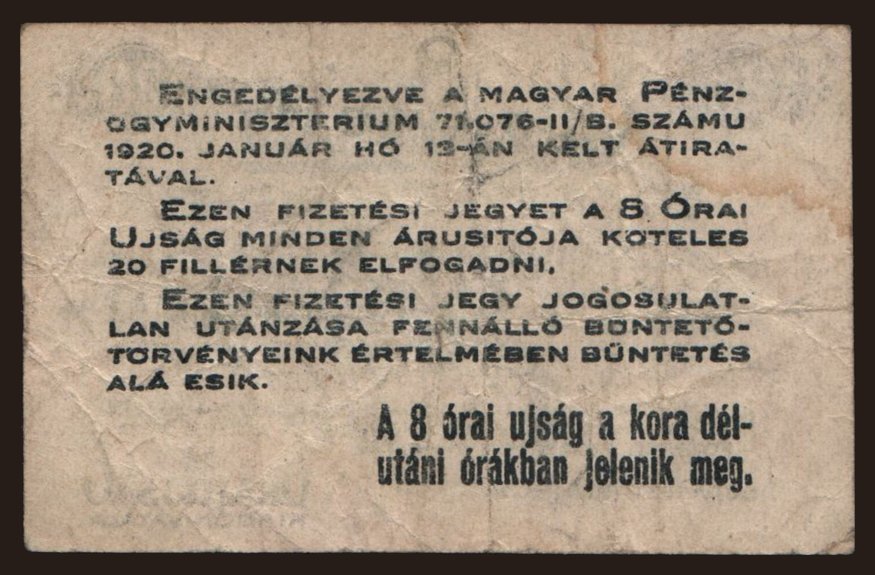 ENGEDÉLYEZVE A MAGYAR PÉNZ-
ÜGYMINISZTERIUM 71.076-II/B. SZÁMU
1920. JANUÁR HÓ 13-ÁN KELT ÁTIRA-
TÁVAL.
EZEN FIZETÉSI JEGYET A 8 ÓRAI
UJSÁG MINDEN ÁRUSITÓJA KÖTELES
20 FILLÉRNEK ELFOGADNI.
EZEN FIZETÉSI JEGY JOGOSULAT-
LAN UTÁNZÁSA FENNÁLLÓ BÜNTETŐ-
TÖRVÉNYEINK ÉRTELMÉBEN BÜNTETÉS
ALÁ ESIK.
A 8 órai ujság a kora dél-
utáni órákban jelenik meg.